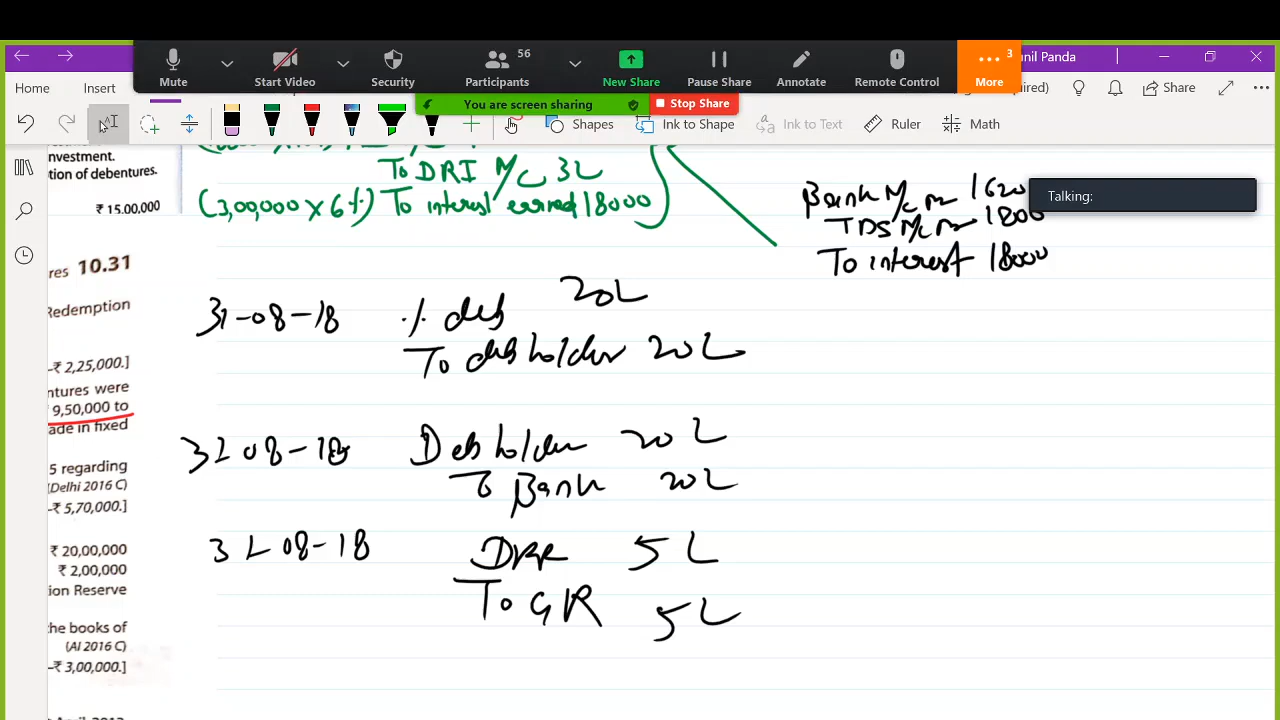 56
3
nil Panda
Mute
Start Video
Security
Participants
New Share
Pause Share
Annotate
Remote Control
More
Home
Insert
You are screen sharing
Stop Share
Share
Shapes
Ink to Shape
Ink to Text
Ruler
Math
Talking:
nvestment.
tion of debentures.
₹ 15.00,000
To DRI A/c 3L
(3,00,000 x 6%) To interest earned 18000
Bank A/c Dr 1620
TDS A/c Dr 1800
To interest 18000
res 10.31
Redemption
-₹ 2,25,000.]
ntures were
9,50,000 to
ade in fixed
5 regarding
(Delhi 2016 C)
-₹ 5,70,000.]
₹ 20,00,000
₹ 2,00,000
ion Reserve
he books of
(AI 2016 C)
-₹ 3,00,000.]
31-08-18 % deb 20L
To debholder 20L
31-08-18 Debholder 20L
To Bank 20L
31-08-18 DRR 5L
To GR 5L